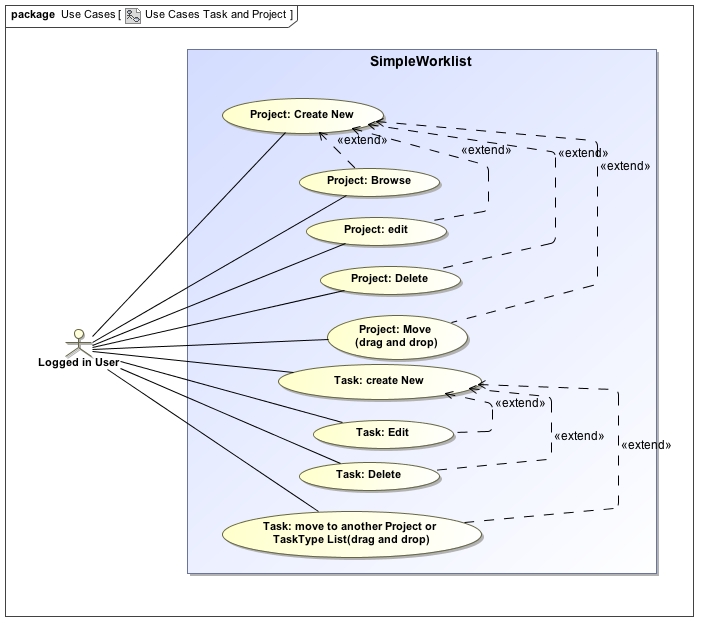 package Use Cases [ Use Cases Task and Project ]
SimpleWorklist
Project: Create New
«extend»
«extend»
«extend»
«extend»
Project: Browse
Project: edit
Project: Delete
Project: Move
(drag and drop)
Logged in User
Task: create New
«extend»
Task: Edit
«extend»
«extend»
Task: Delete
Task: move to another Project or
TaskType List(drag and drop)